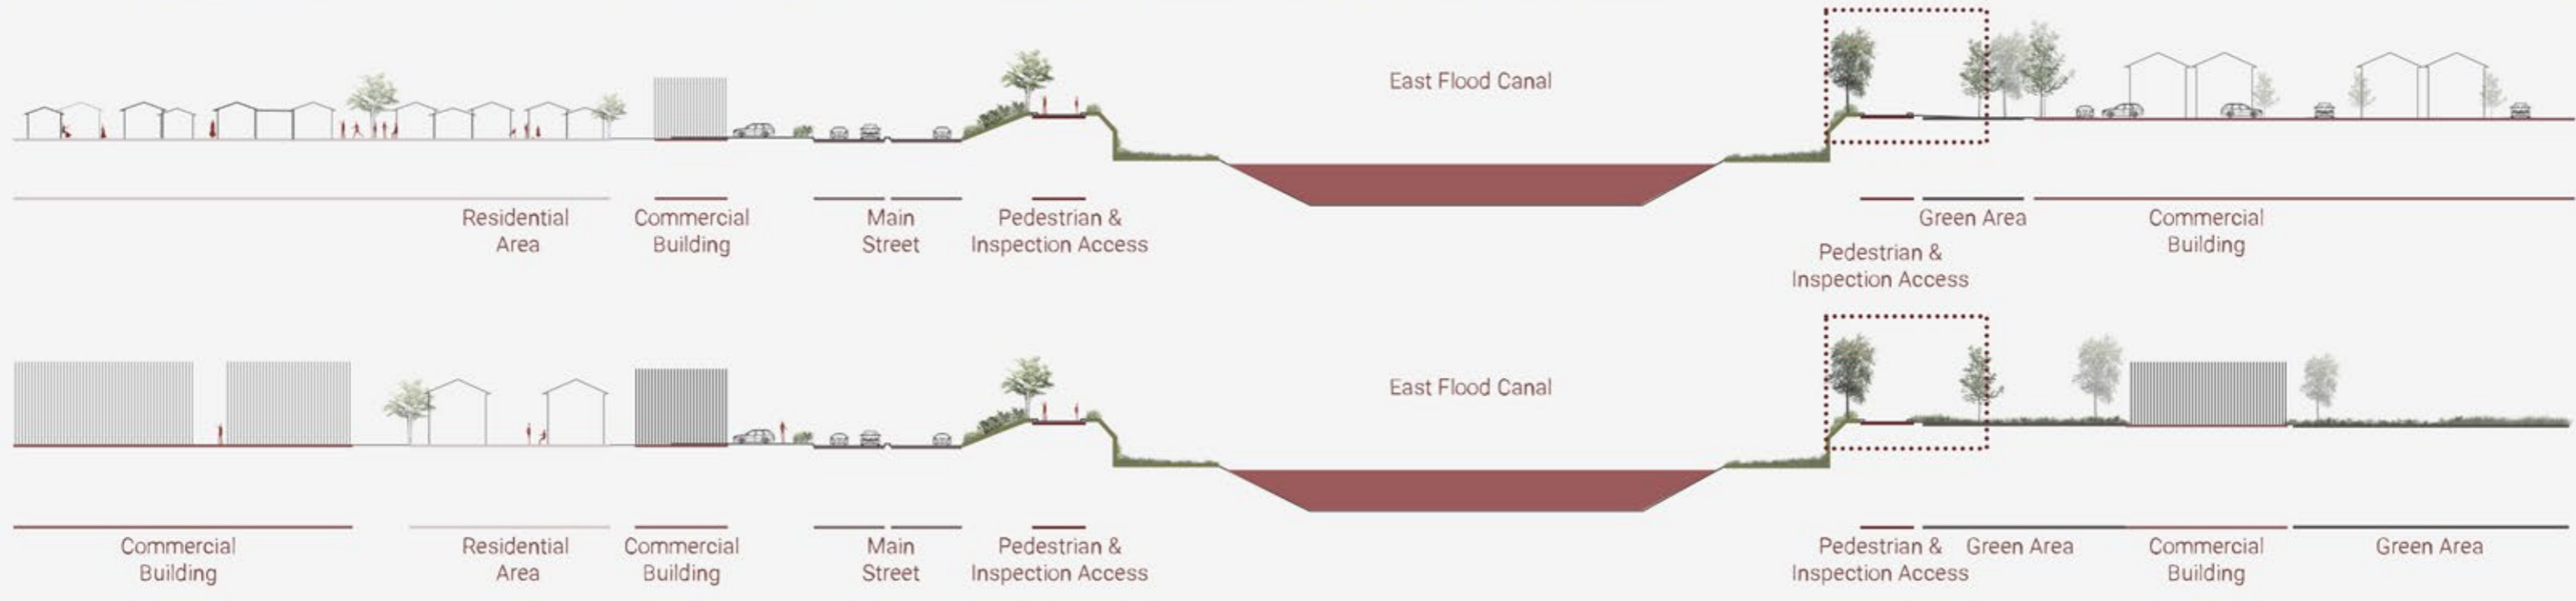 East Flood Canal
Residential
Area
Commercial
Building
Main
Street
Pedestrian &
Inspection Access
Pedestrian &
Inspection Access
Green Area
Commercial
Building
East Flood Canal
Commercial
Building
Residential
Area
Commercial
Building
Main
Street
Pedestrian &
Inspection Access
Pedestrian &
Inspection Access
Green Area
Commercial
Building
Green Area